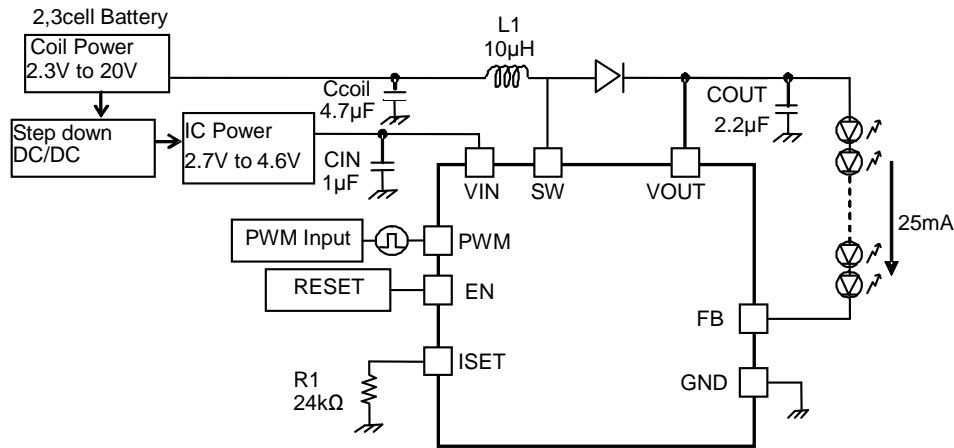 2,3cell Battery
Coil Power
2.3V to 20V
L1
10µH
Ccoil
4.7µF
COUT
2.2µF
Step down
DC/DC
IC Power
2.7V to 4.6V
CIN
1µF
VIN
SW
VOUT
25mA
PWM Input
PWM
RESET
EN
FB
ISET
R1
24kΩ
GND